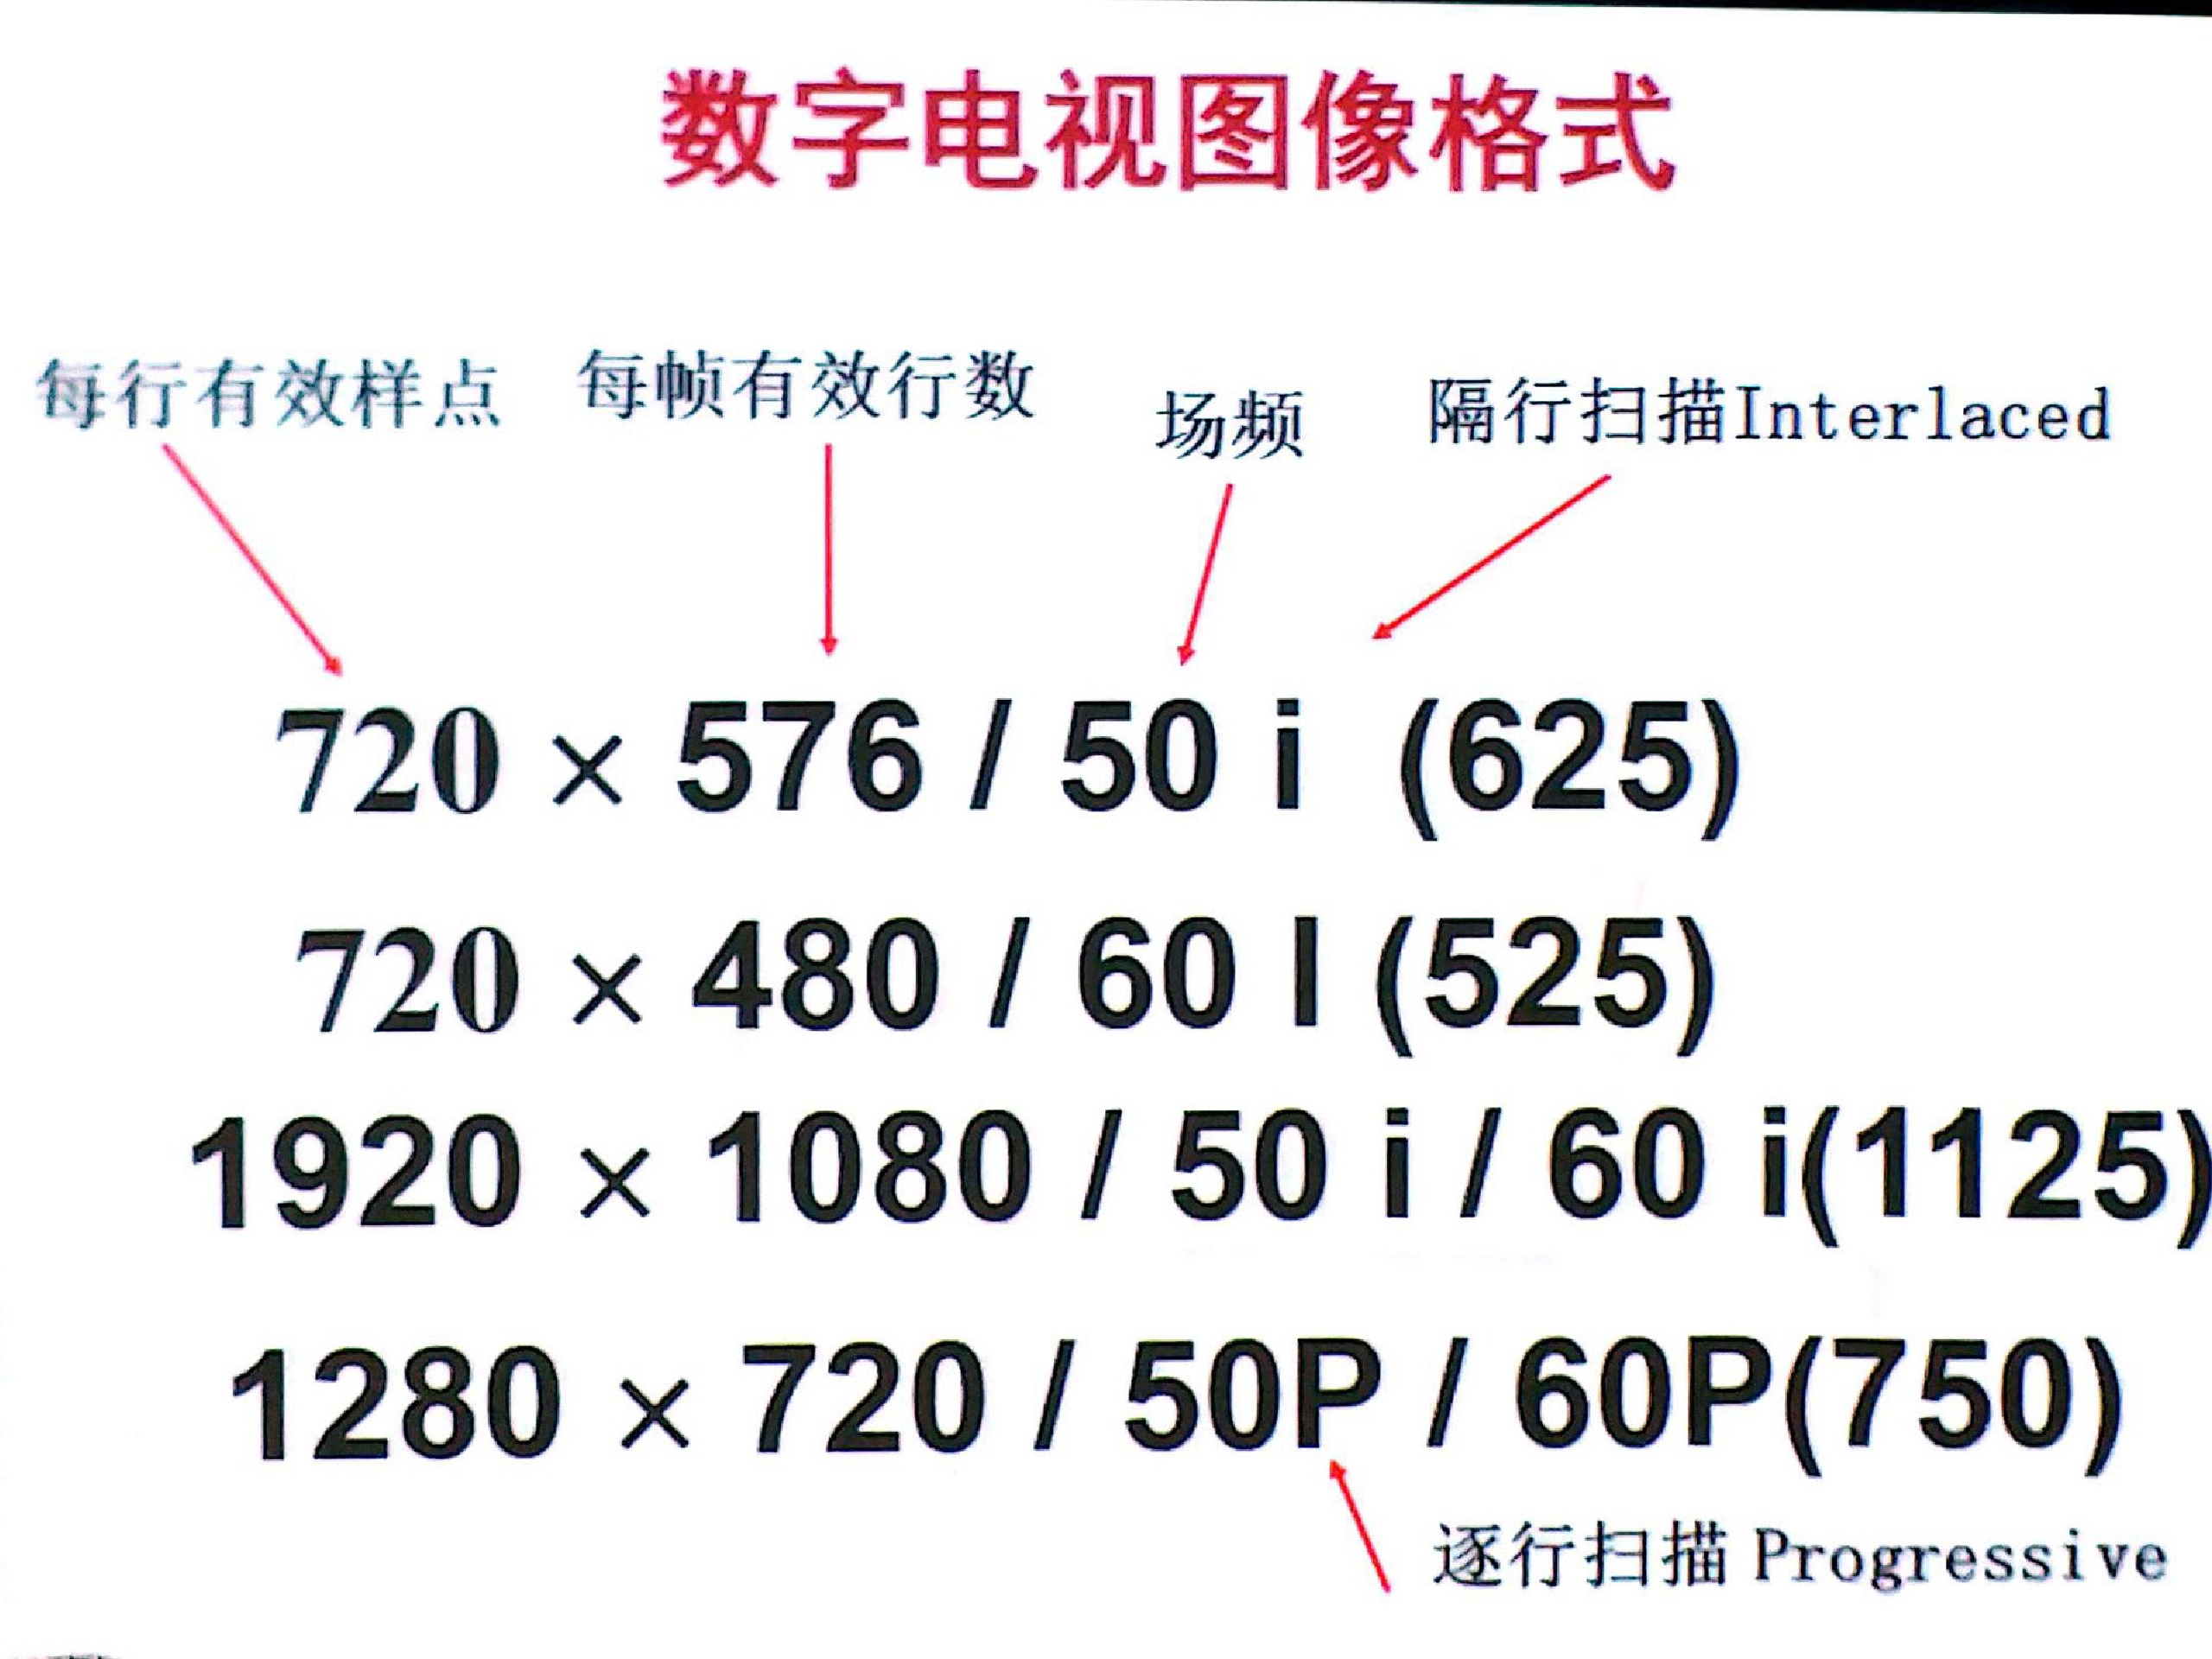 数字电视图像格式
每行有效样点 每帧有效行数 场频 隔行扫描Interlaced
720 × 576 / 50 i (625)
720 × 480 / 60 I (525)
1920 × 1080 / 50 i / 60 i(1125)
1280 × 720 / 50P / 60P(750)
逐行扫描 Progressive